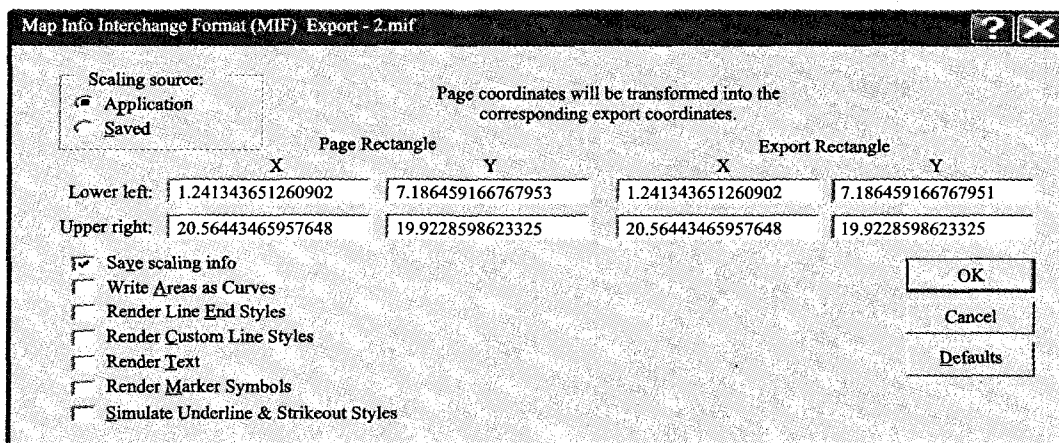 Map Info Interchange Format (MIF) Export - 2.mif
Scaling source:
Application
Saved
Page coordinates will be transformed into the
corresponding export coordinates.
Page Rectangle
Export Rectangle
X Y X Y
Lower left: 1.241343651260902 7.186459166767953 1.241343651260902 7.186459166767951
Upper right: 20.56443465957648 19.9228598623325 20.56443465957648 19.9228598623325
Save scaling info
Write Areas as Curves
Render Line End Styles
Render Custom Line Styles
Render Text
Render Marker Symbols
Simulate Underline & Strikeout Styles
OK
Cancel
Defaults